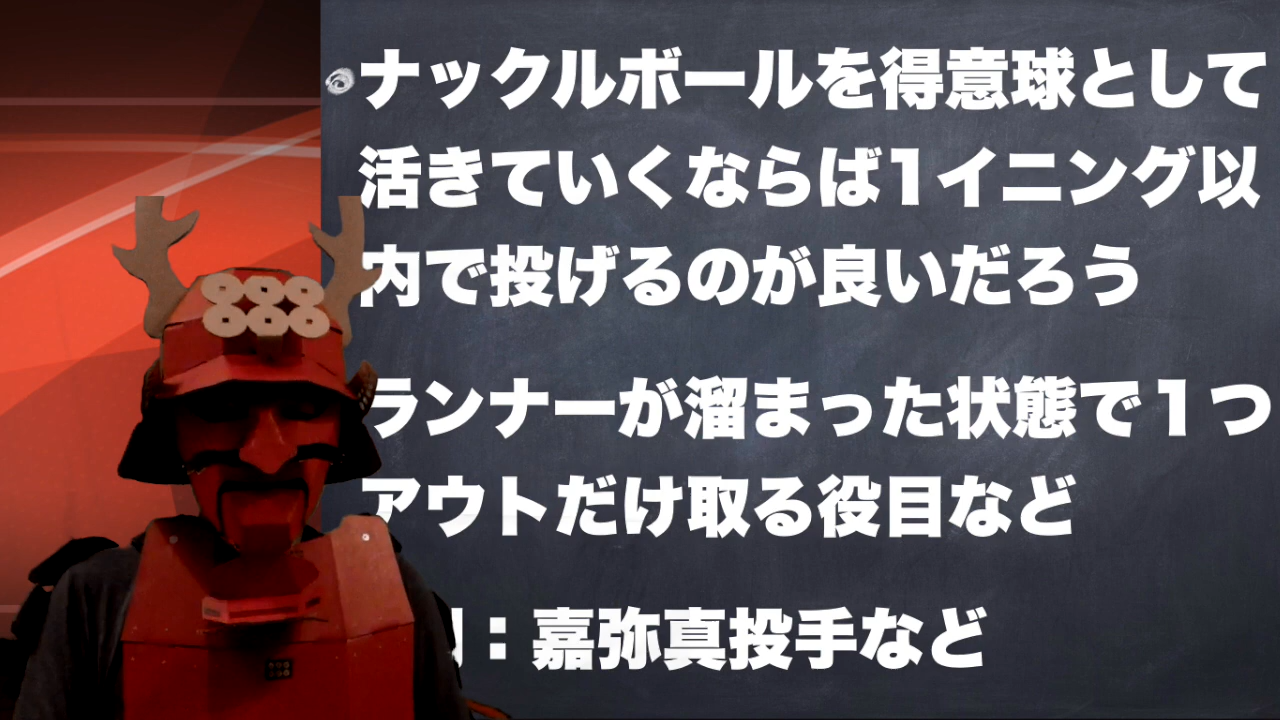 ナックルボールを得意球として
活きていくならば１イニング以
内で投げるのが良いだろう
ランナーが溜まった状態で１つ
アウトだけ取る役目など
：嘉弥真投手など